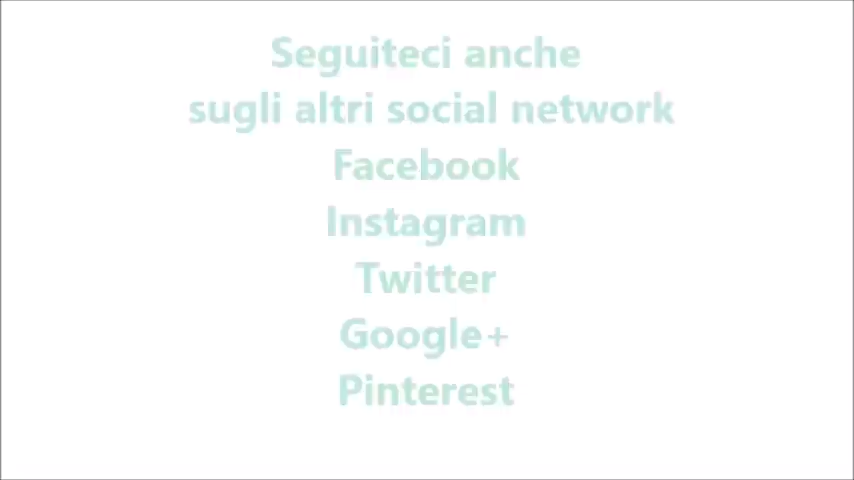 Seguiteci anche
sugli altri social network
Facebook
Instagram
Twitter
Google+
Pinterest